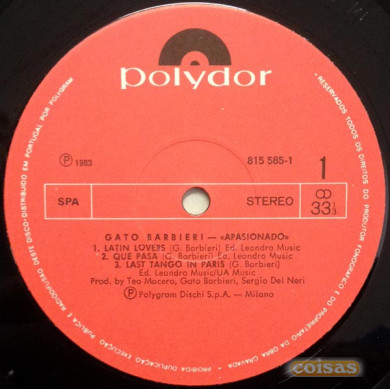 polydor
℗ 1983
815 585-1
1
SPA
STEREO
33⅓
GATO BARBIERI — «APASIONADO»
1. LATIN LOVERS (G. Barbieri) Ed. Leandro Music
2. QUE PASA (G. Barbieri) Ed. Leandro Music
3. LAST TANGO IN PARIS (G. Barbieri)
Ed. Leandro Music/UA Music
Prod. by Teo Macero, Gato Barbieri, Sergio Del Neri
℗ Polygram Dischi S.p.A. — Milano
DISCO DISTRIBUIDO EM PORTUGAL POR POLYGRAM
RESERVADOS TODOS OS DIREITOS DO PRODUTOR FONOGRÁFICO E DO PROPRIETÁRIO DA OBRA GRAVADA
PROIBIDA A DUPLICAÇÃO, EXECUÇÃO PÚBLICA E RADIODIFUSÃO DESTE
coisas